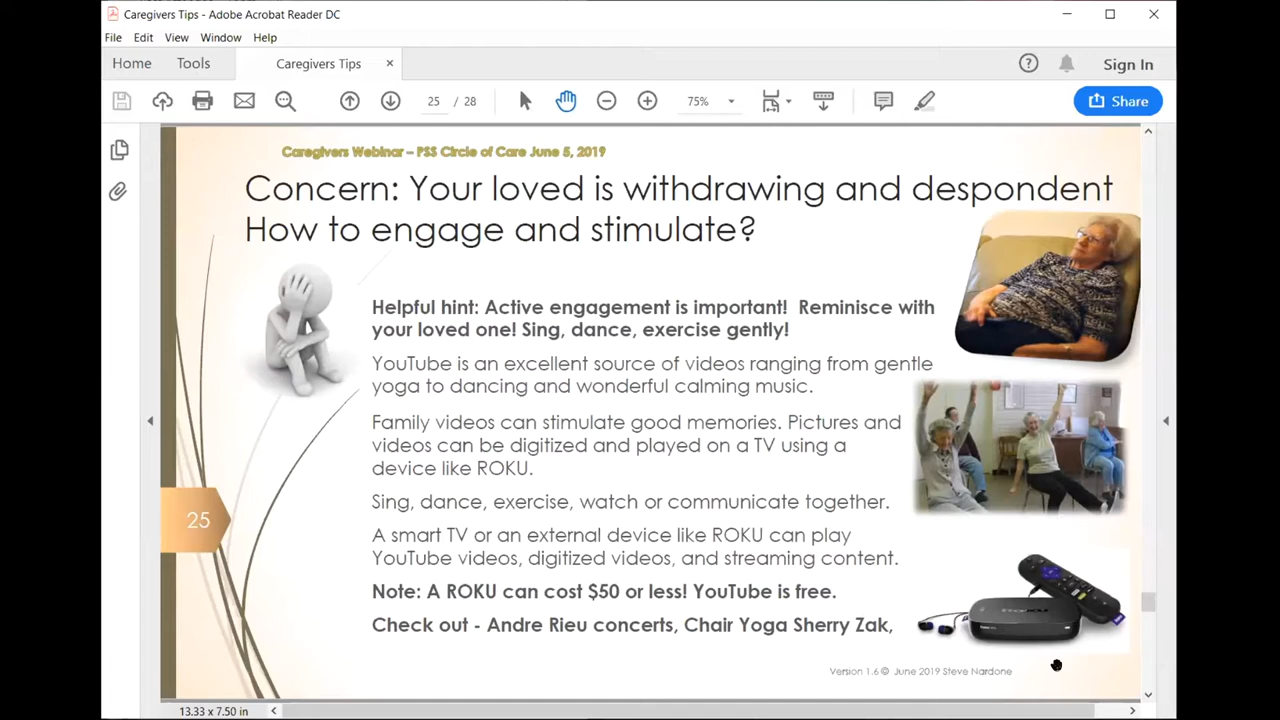 Caregivers Tips - Adobe Acrobat Reader DC
File Edit View Window Help
Home Tools Caregivers Tips × Sign In
25 / 28 75% Share
Caregivers Webinar – PSS Circle of Care June 5, 2019
Concern: Your loved is withdrawing and despondent
How to engage and stimulate?
Helpful hint: Active engagement is important! Reminisce with
your loved one! Sing, dance, exercise gently!
YouTube is an excellent source of videos ranging from gentle
yoga to dancing and wonderful calming music.
Family videos can stimulate good memories. Pictures and
videos can be digitized and played on a TV using a
device like ROKU.
Sing, dance, exercise, watch or communicate together.
25
A smart TV or an external device like ROKU can play
YouTube videos, digitized videos, and streaming content.
Note: A ROKU can cost $50 or less! YouTube is free.
Check out - Andre Rieu concerts, Chair Yoga Sherry Zak,
Version 1.6 © June 2019 Steve Nardone
13.33 x 7.50 in